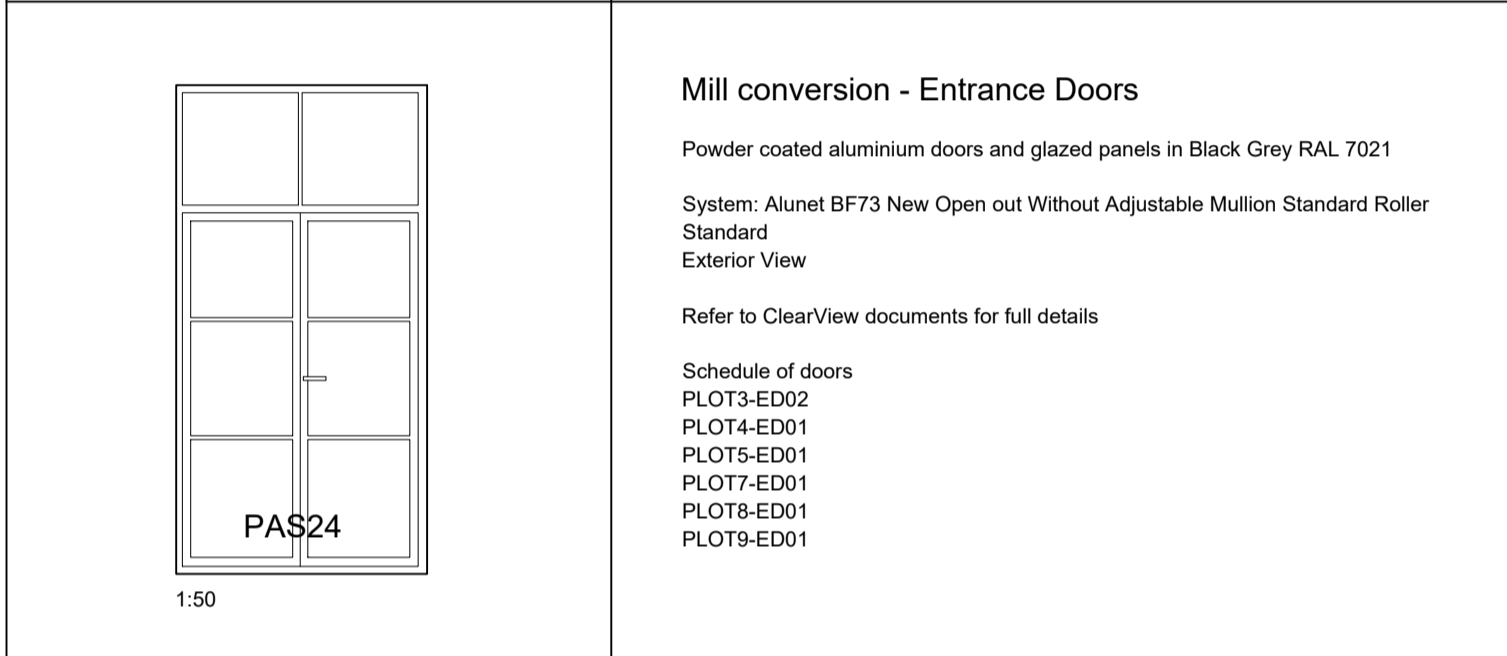 PAS24
1:50
Mill conversion - Entrance Doors
Powder coated aluminium doors and glazed panels in Black Grey RAL 7021
System: Alunet BF73 New Open out Without Adjustable Mullion Standard Roller
Standard
Exterior View
Refer to ClearView documents for full details
Schedule of doors
PLOT3-ED02
PLOT4-ED01
PLOT5-ED01
PLOT7-ED01
PLOT8-ED01
PLOT9-ED01